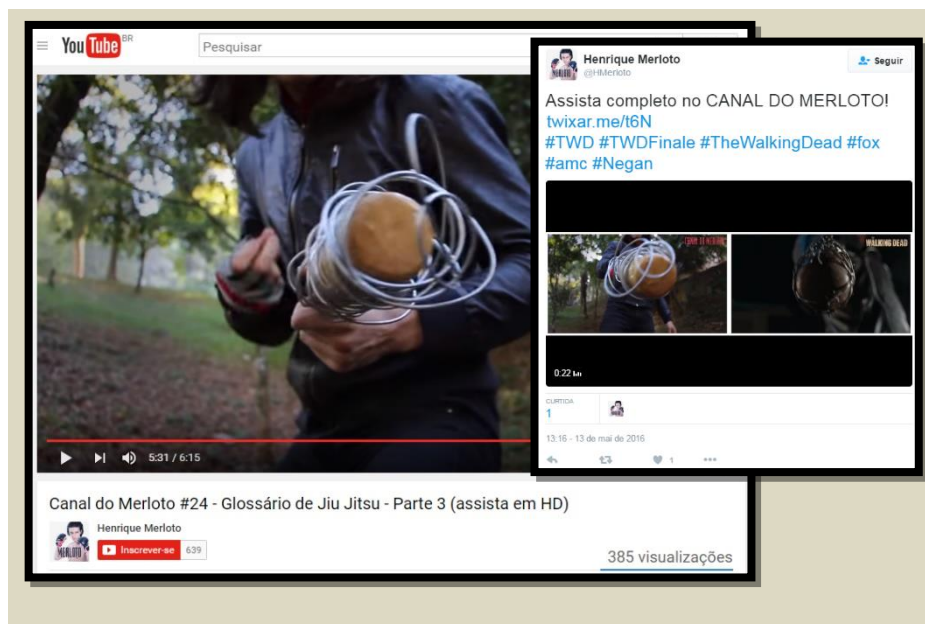 YouTube BR
Pesquisar
5:31 / 6:15
Canal do Merloto #24 - Glossário de Jiu Jitsu - Parte 3 (assista em HD)
Henrique Merloto
MERLOTO
Inscrever-se 639
385 visualizações
Henrique Merloto
@HMerloto
Seguir
MERLOTO
Assista completo no CANAL DO MERLOTO!
twixar.me/t6N
#TWD #TWDFinale #TheWalkingDead #fox
#amc #Negan
WALKING DEAD
0:22
CURTIDA
1
13:16 - 13 de mai de 2016
1